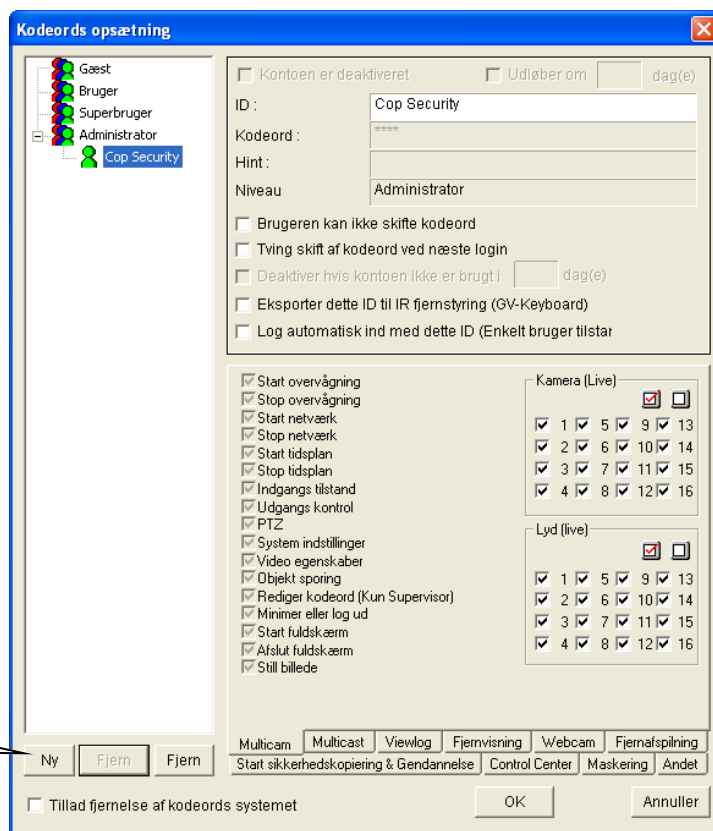 Kodeords opsætning
Gæst
Bruger
Superbruger
Administrator
Cop Security
Kontoen er deaktiveret Udløber om dag(e)
ID : Cop Security
Kodeord : ****
Hint :
Niveau Administrator
Brugeren kan ikke skifte kodeord
Tving skift af kodeord ved næste login
Deaktiver hvis kontoen ikke er brugt i dag(e)
Eksporter dette ID til IR fjernstyring (GV-Keyboard)
Log automatisk ind med dette ID (Enkelt bruger tilstar
Start overvågning
Stop overvågning
Start netværk
Stop netværk
Start tidsplan
Stop tidsplan
Indgangs tilstand
Udgangs kontrol
PTZ
System indstillinger
Video egenskaber
Objekt sporing
Rediger kodeord (Kun Supervisor)
Minimer eller log ud
Start fuldskærm
Afslut fuldskærm
Still billede
Kamera (Live)
1 5 9 13
2 6 10 14
3 7 11 15
4 8 12 16
Lyd (live)
1 5 9 13
2 6 10 14
3 7 11 15
4 8 12 16
Multicam Multicast Viewlog Fjernvisning Webcam Fjernafspilning
Start sikkerhedskopiering & Gendannelse Control Center Maskering Andet
Ny Fjern Fjern
Tillad fjernelse af kodeords systemet
OK Annuller